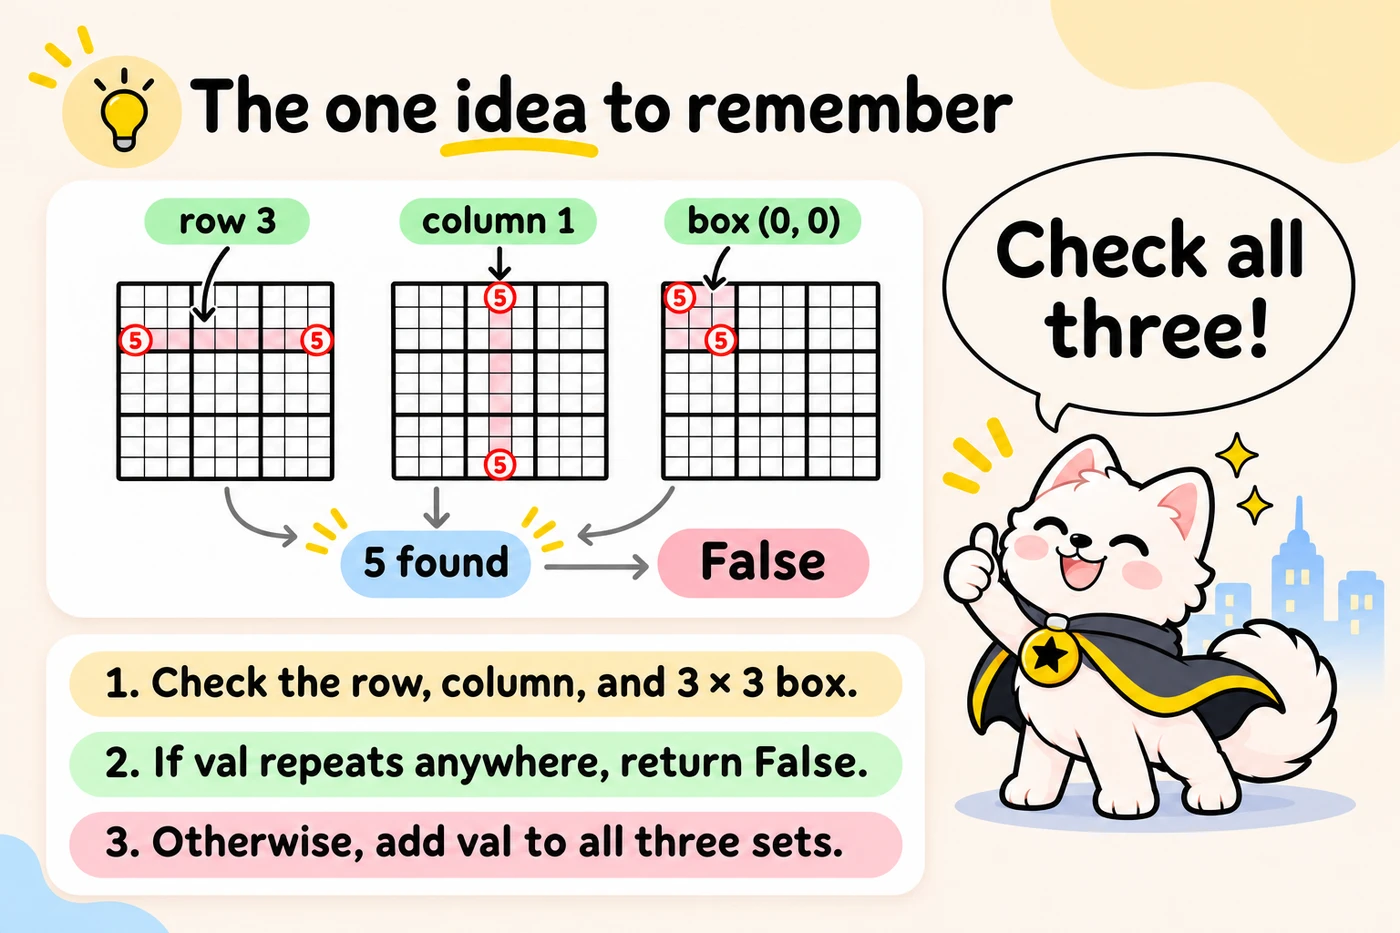 The one idea to remember
row 3
column 1
box (0, 0)
5
5
5
5
5
5
5 found
False
1. Check the row, column, and 3 × 3 box.
2. If val repeats anywhere, return False.
3. Otherwise, add val to all three sets.
Check all
three!